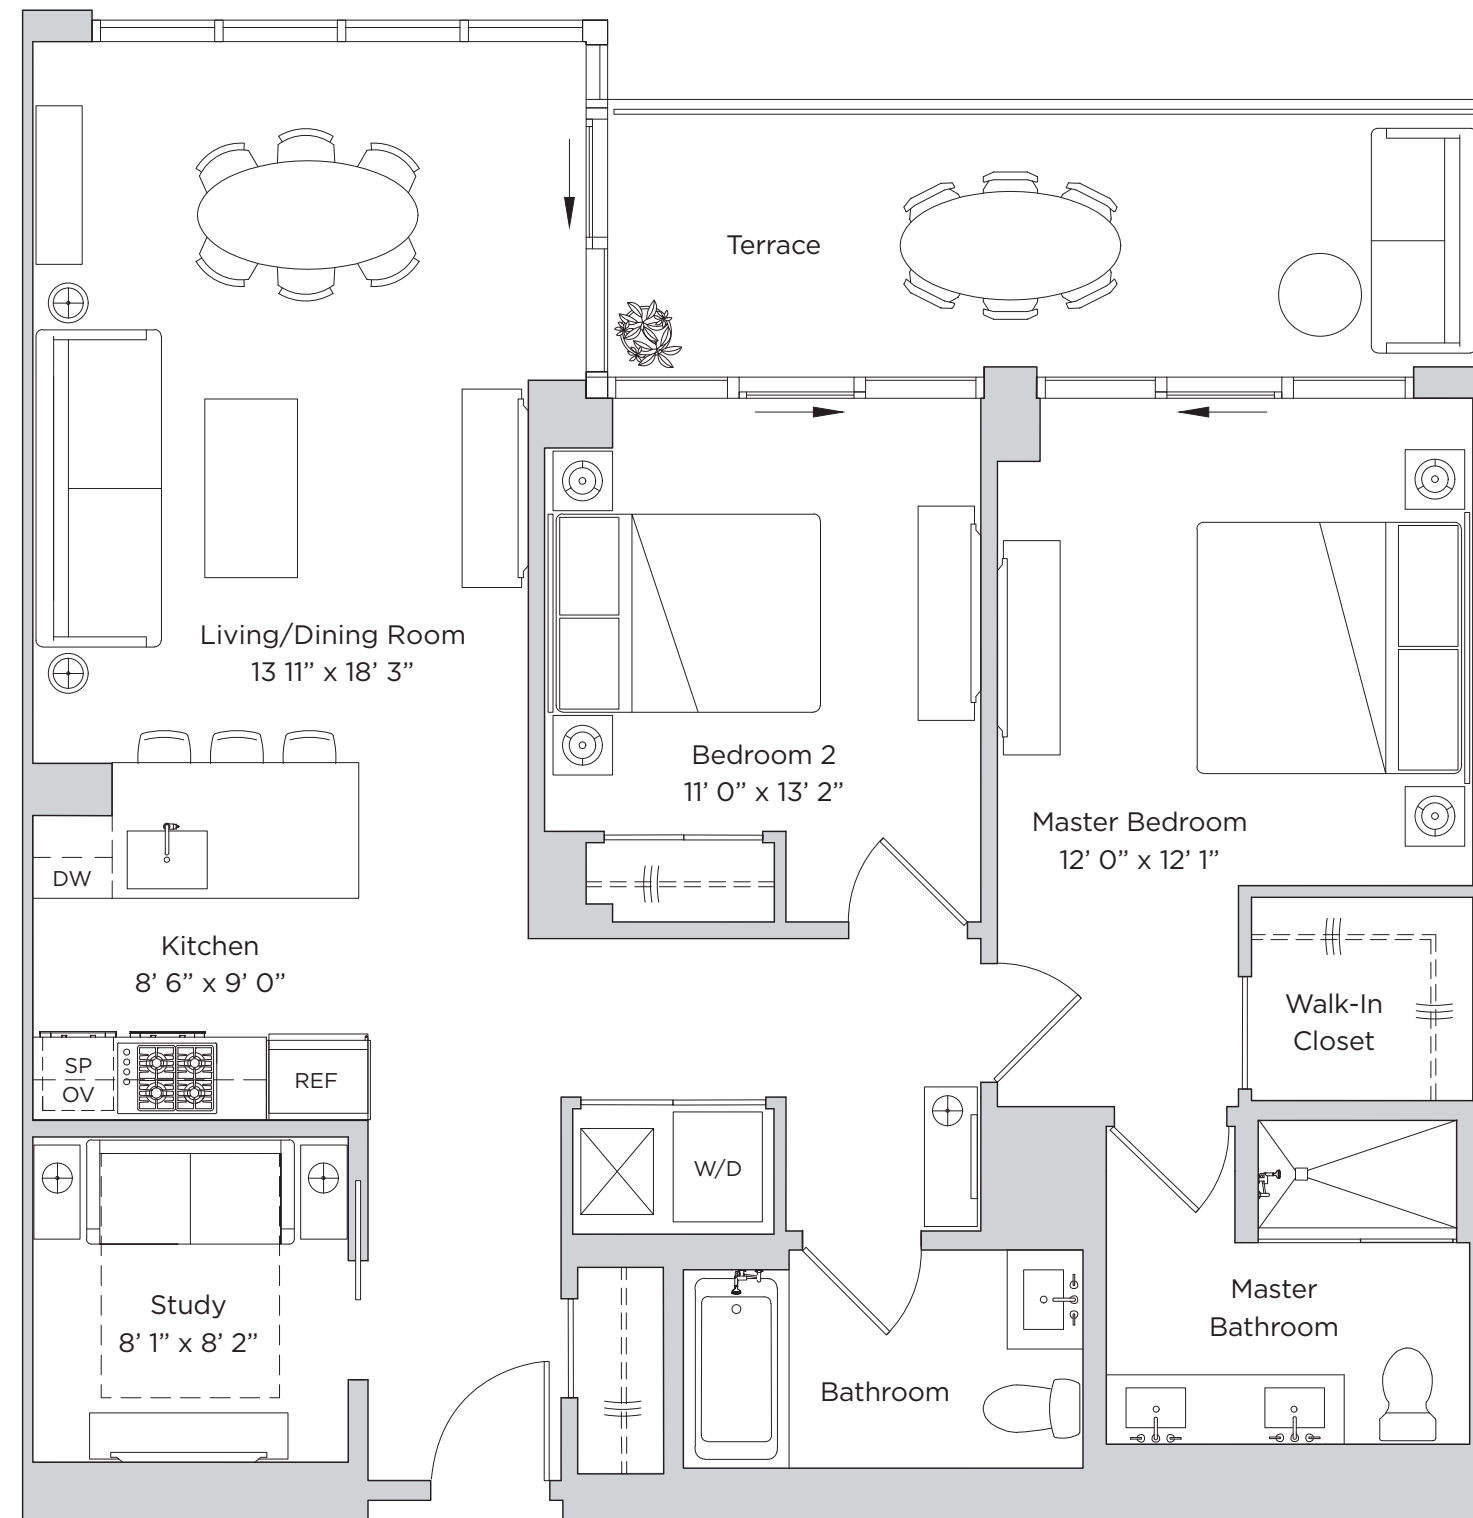 Terrace
Living/Dining Room
13 11” x 18’ 3”
Bedroom 2
11’ 0” x 13’ 2”
Master Bedroom
12’ 0” x 12’ 1”
DW
Kitchen
8’ 6” x 9’ 0”
Walk-In
Closet
SP
OV
REF
W/D
Study
8’ 1” x 8’ 2”
Master
Bathroom
Bathroom